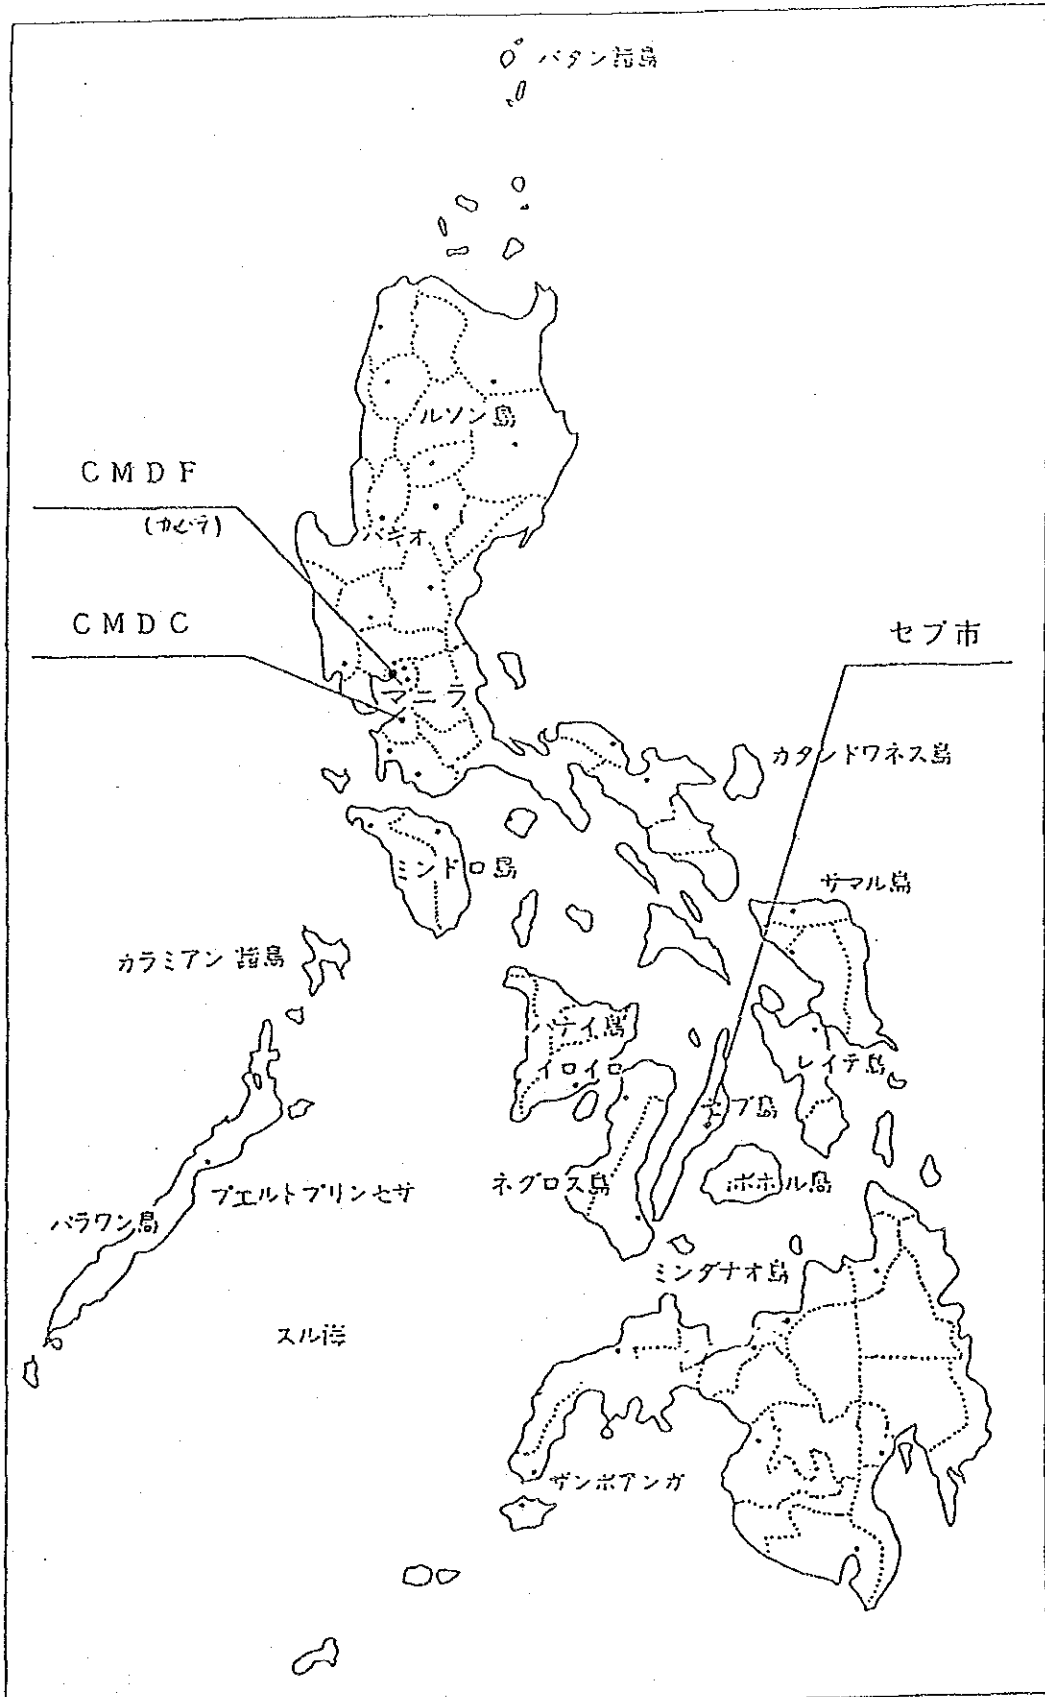 バタン諸島
ルソン島
CMDF
バギオ
CMDC
セブ市
マニラ
カタンドワネス島
ミンドロ島
サマル島
カラミアン諸島
パナイ島
イロイロ
レイテ島
セブ島
ネグロス島
ボホル島
プエルトプリンセサ
パラワン島
ミンダナオ島
スル海
ザンボアンガ